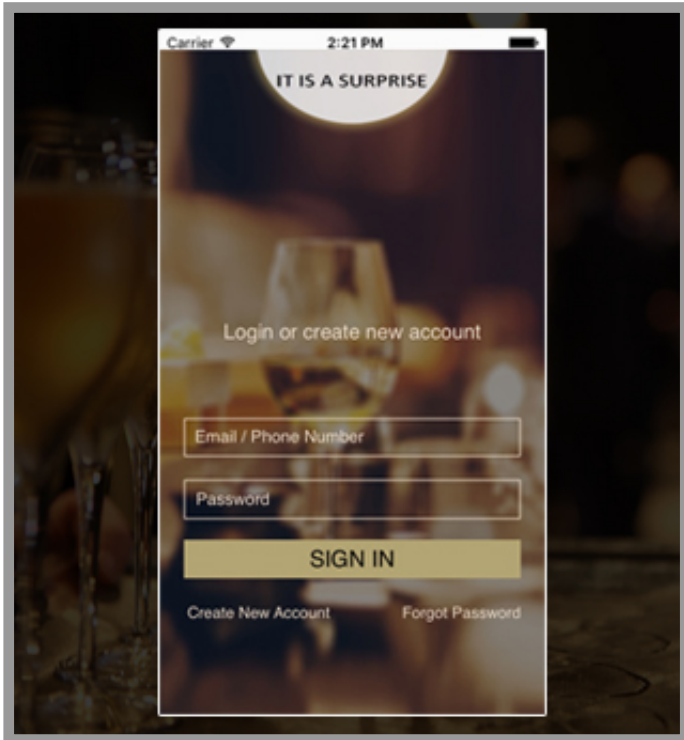 Carrier 2:21 PM
IT IS A SURPRISE
Login or create new account
Email / Phone Number
Password
SIGN IN
Create New Account Forgot Password